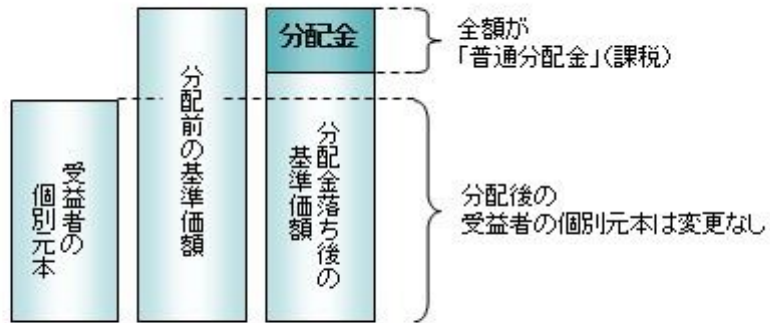 受益者の
個別元本
分配前の基準価額
分配金
分配金落ち後の
基準価額
全額が
「普通分配金」(課税)
分配後の
受益者の個別元本は変更なし